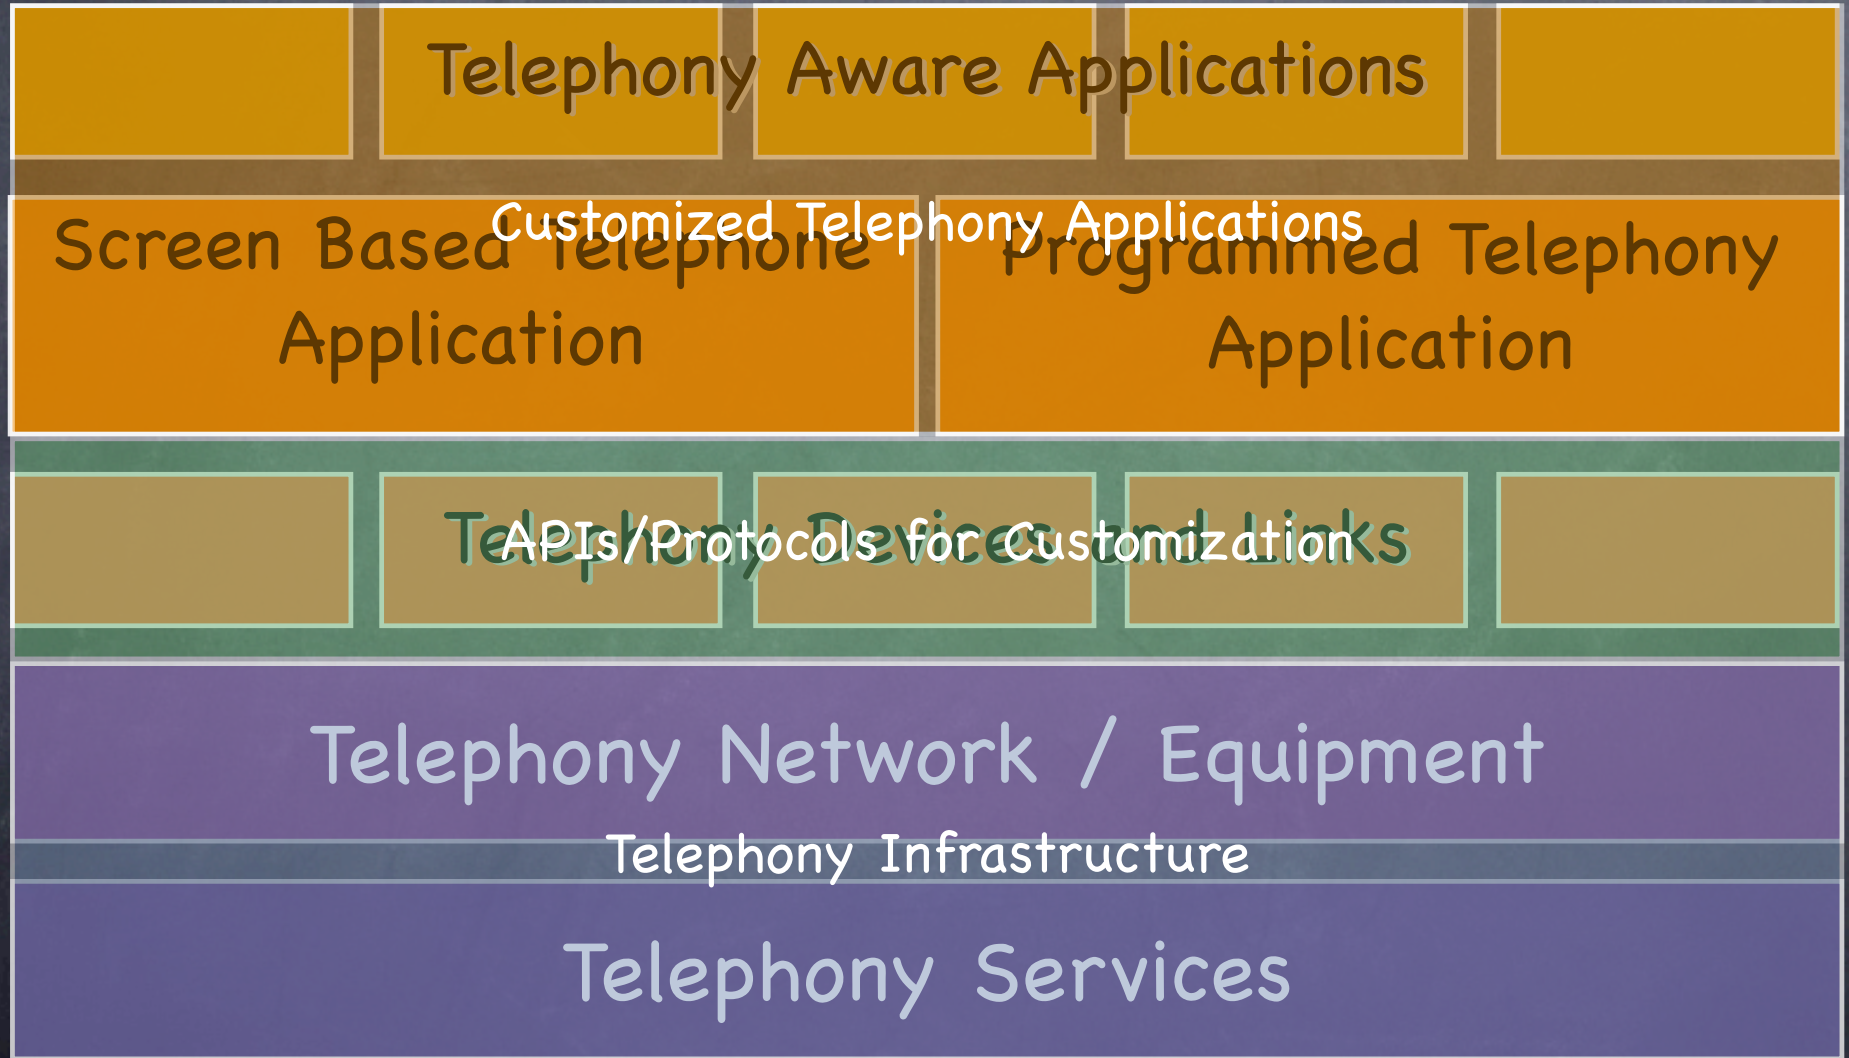 Telephony Aware Applications
Customized Telephony Applications
Screen Based Telephone
Application
Programmed Telephony
Application
Telephony Devices and Links
APIs/Protocols for Customization
Telephony Network / Equipment
Telephony Infrastructure
Telephony Services